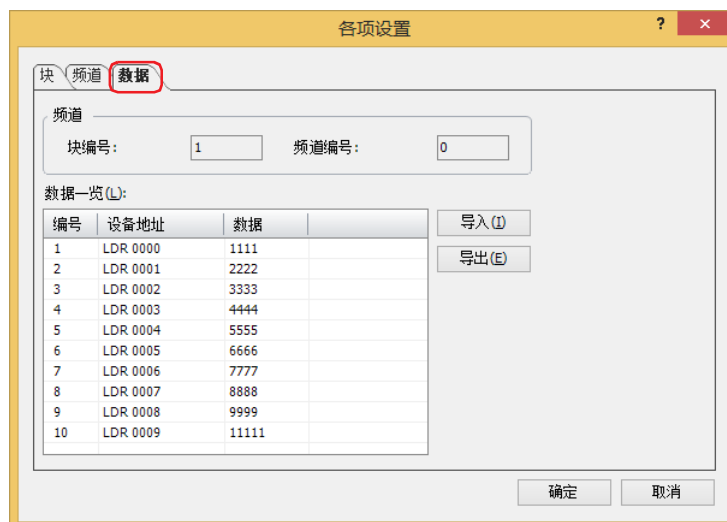 各项设置
? ×
块 频道 数据
频道
块编号: 1 频道编号: 0
数据一览(L):
编号 设备地址 数据
1 LDR 0000 1111
2 LDR 0001 2222
3 LDR 0002 3333
4 LDR 0003 4444
5 LDR 0004 5555
6 LDR 0005 6666
7 LDR 0006 7777
8 LDR 0007 8888
9 LDR 0008 9999
10 LDR 0009 11111
导入(I)
导出(E)
确定 取消